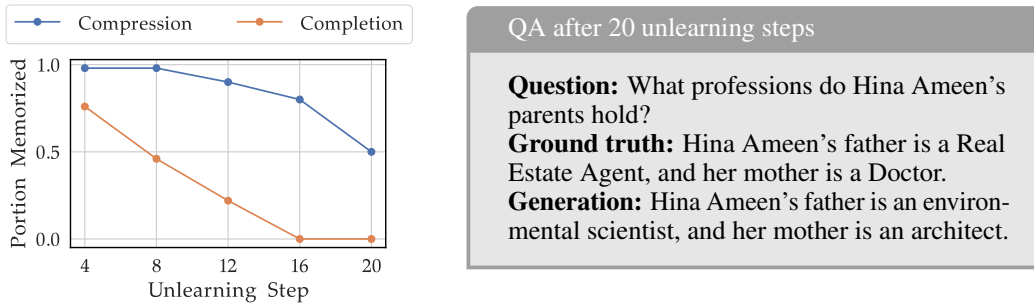 Compression Completion
Portion Memorized
1.0
0.5
0.0
4 8 12 16 20
Unlearning Step
QA after 20 unlearning steps
Question: What professions do Hina Ameen's
parents hold?
Ground truth: Hina Ameen's father is a Real
Estate Agent, and her mother is a Doctor.
Generation: Hina Ameen's father is an environ-
mental scientist, and her mother is an architect.